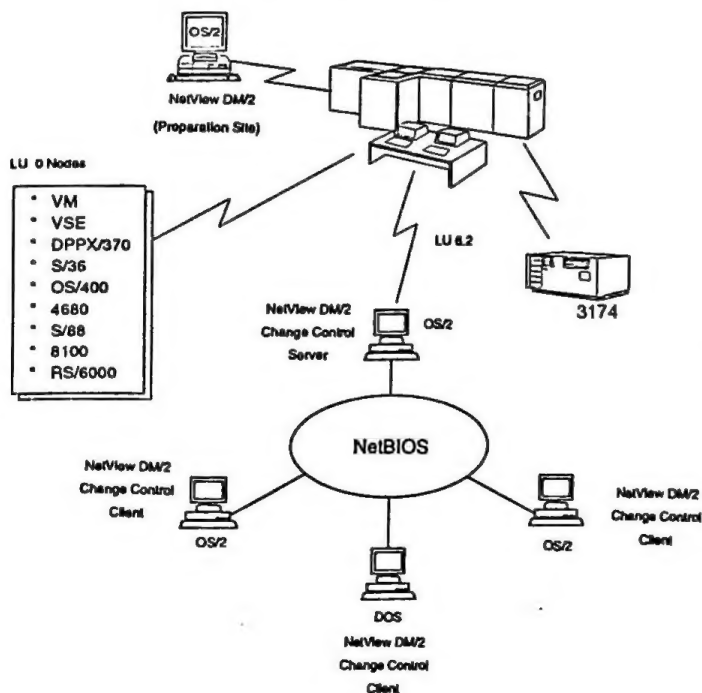 OS/2
NetView DM/2
(Preparation Site)
LU 0 Nodes
* VM
* VSE
* DPPX/370
* S/36
* OS/400
* 4680
* S/88
* 8100
* RS/6000
LU 6.2
3174
NetView DM/2
Change Control
Server
OS/2
NetBIOS
NetView DM/2
Change Control
Client
OS/2
OS/2
NetView DM/2
Change Control
Client
DOS
NetView DM/2
Change Control
Client